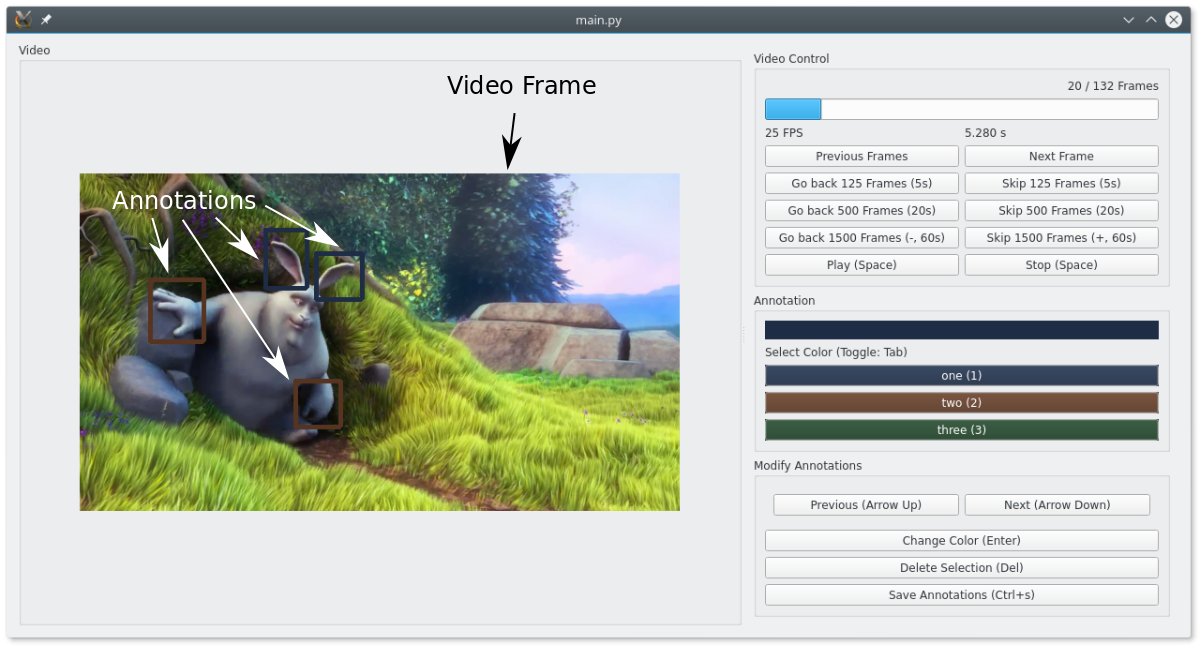 main.py
Video
Video Frame
Annotations
Video Control
20 / 132 Frames
25 FPS 5.280 s
Previous Frames Next Frame
Go back 125 Frames (5s) Skip 125 Frames (5s)
Go back 500 Frames (20s) Skip 500 Frames (20s)
Go back 1500 Frames (-, 60s) Skip 1500 Frames (+, 60s)
Play (Space) Stop (Space)
Annotation
Select Color (Toggle: Tab)
one (1)
two (2)
three (3)
Modify Annotations
Previous (Arrow Up) Next (Arrow Down)
Change Color (Enter)
Delete Selection (Del)
Save Annotations (Ctrl+s)